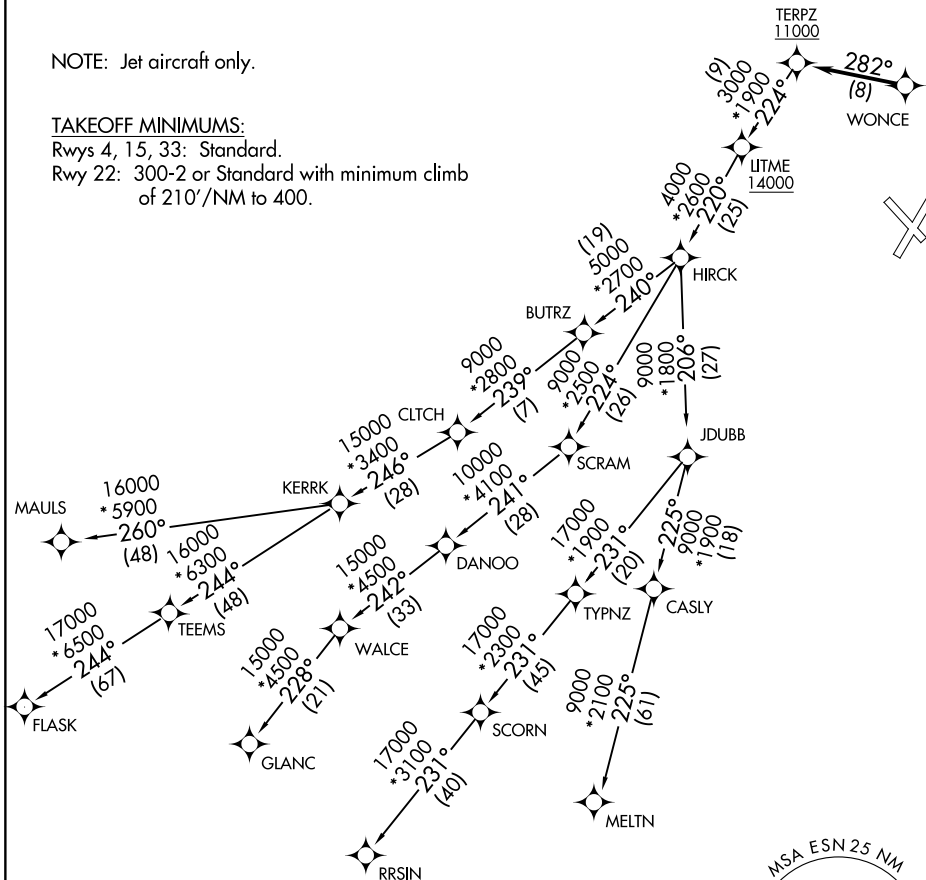 NOTE: Jet aircraft only.
TAKEOFF MINIMUMS:
Rwys 4, 15, 33: Standard.
Rwy 22: 300-2 or Standard with minimum climb
of 210'/NM to 400.
TERPZ
11000
282°
(8)
WONCE
(9)
3000
*1900
224°
LITME
14000
4000
*2600
220°
(25)
HIRCK
(19)
5000
*2700
240°
BUTRZ
9000
*2800
239°
(7)
CLTCH
9000
*2500
224°
(26)
SCRAM
9000
*1800
206°
(27)
JDUBB
15000
*3400
246°
(28)
KERRK
16000
*5900
260°
(48)
MAULS
16000
*6300
244°
(48)
TEEMS
17000
*6500
244°
(67)
FLASK
10000
*4100
241°
(28)
DANOO
15000
*4500
242°
(33)
WALCE
15000
*4500
228°
(21)
GLANC
17000
*1900
231°
(20)
TYPNZ
17000
*2300
231°
(45)
SCORN
17000
*3100
231°
(40)
RRSIN
225°
9000
*1900
(18)
CASLY
9000
*2100
225°
(61)
MELTN
MSA ESN 25 NM